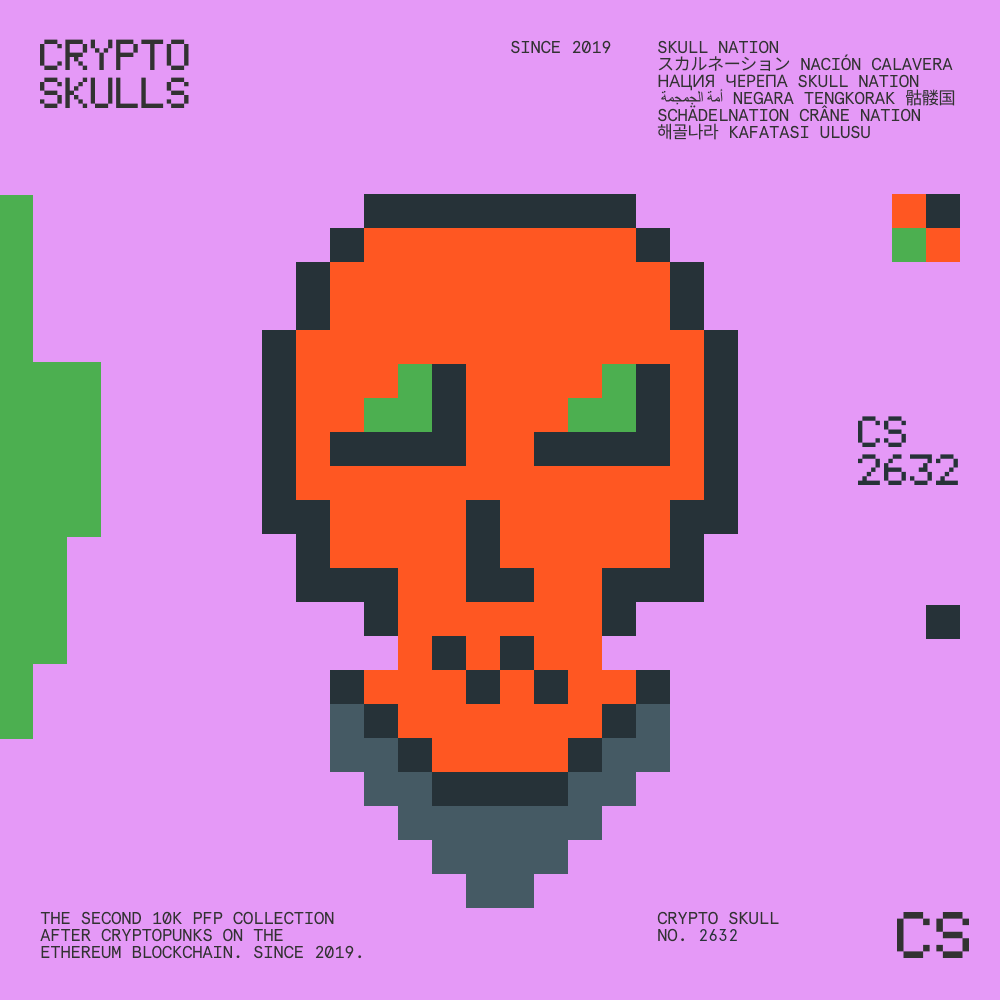 CRYPTO
SKULLS
SINCE 2019
SKULL NATION
スカルネーション NACIÓN CALAVERA
НАЦИЯ ЧЕРЕПА SKULL NATION
أمة الجمجمة NEGARA TENGKORAK 骷髅国
SCHÄDELNATION CRÂNE NATION
해골나라 KAFATASI ULUSU
CS
2632
THE SECOND 10K PFP COLLECTION
AFTER CRYPTOPUNKS ON THE
ETHEREUM BLOCKCHAIN. SINCE 2019.
CRYPTO SKULL
NO. 2632
CS